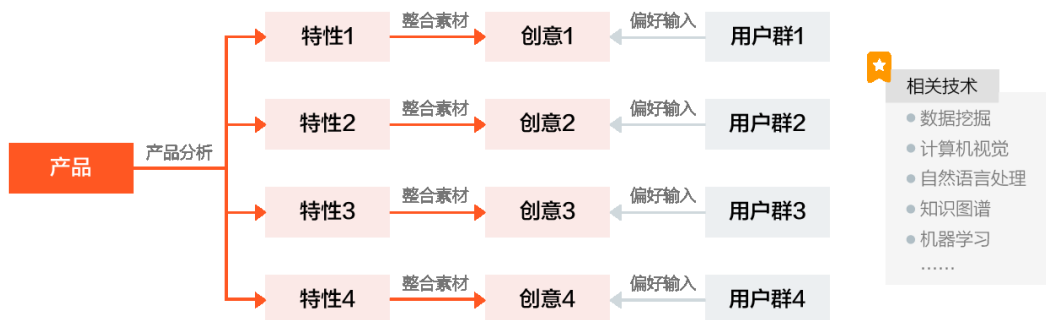 特性1 整合素材 创意1 偏好输入 用户群1
特性2 整合素材 创意2 偏好输入 用户群2
产品 产品分析
特性3 整合素材 创意3 偏好输入 用户群3
特性4 整合素材 创意4 偏好输入 用户群4
相关技术
数据挖掘
计算机视觉
自然语言处理
知识图谱
机器学习
……